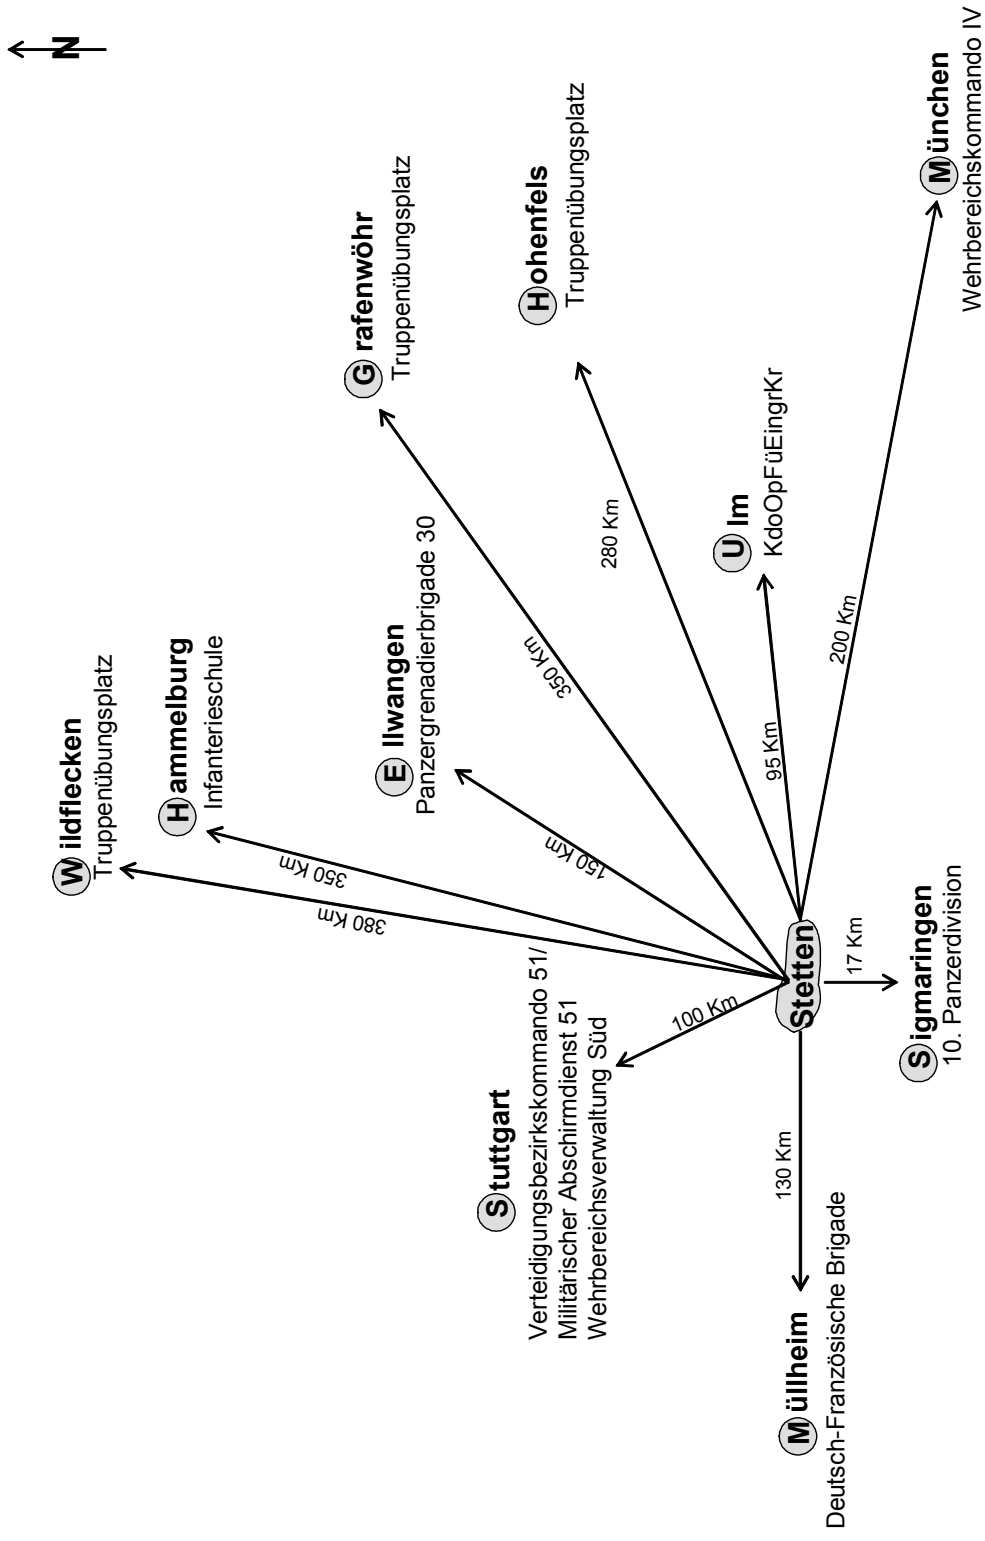 N
Wildflecken
Truppenübungsplatz
Hammelburg
Infanterieschule
Grafenwöhr
Truppenübungsplatz
Ellwangen
Panzergrenadierbrigade 30
Hohenfels
Truppenübungsplatz
Stuttgart
Verteidigungsbezirkskommando 51/
Militärischer Abschirmdienst 51
Wehrbereichsverwaltung Süd
Ulm
KdoOpFüEingrKr
380 Km
350 Km
150 Km
350 Km
280 Km
100 Km
95 Km
200 Km
130 Km
17 Km
Stetten
Müllheim
Deutsch-Französische Brigade
Sigmaringen
10. Panzerdivision
München
Wehrbereichskommando IV